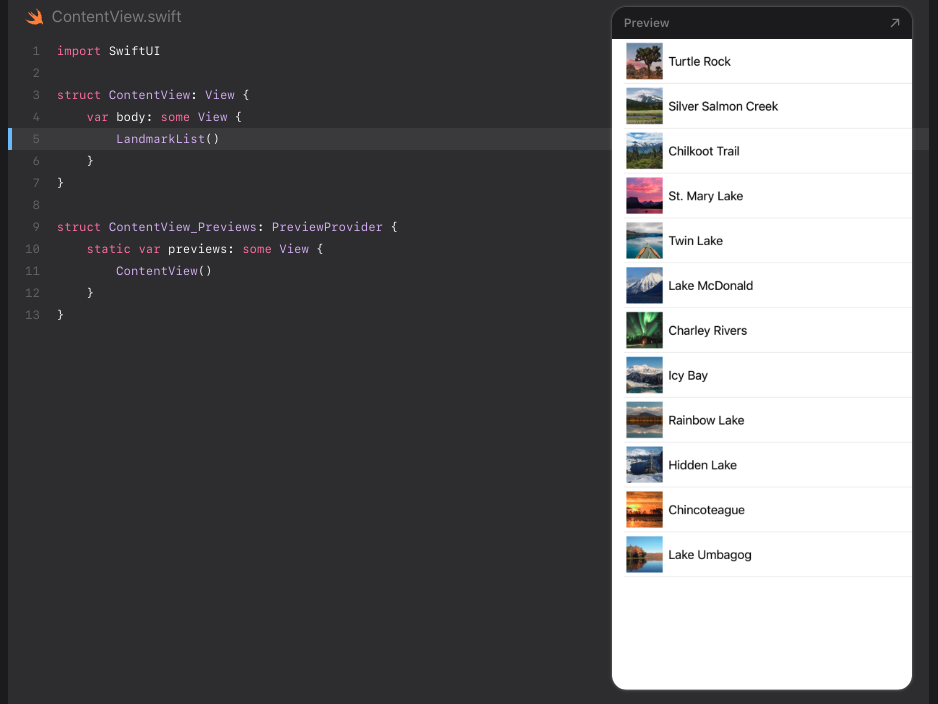 ContentView.swift
1 import SwiftUI
2
3 struct ContentView: View {
4     var body: some View {
5         LandmarkList()
6     }
7 }
8
9 struct ContentView_Previews: PreviewProvider {
10     static var previews: some View {
11         ContentView()
12     }
13 }
Preview
Turtle Rock
Silver Salmon Creek
Chilkoot Trail
St. Mary Lake
Twin Lake
Lake McDonald
Charley Rivers
Icy Bay
Rainbow Lake
Hidden Lake
Chincoteague
Lake Umbagog